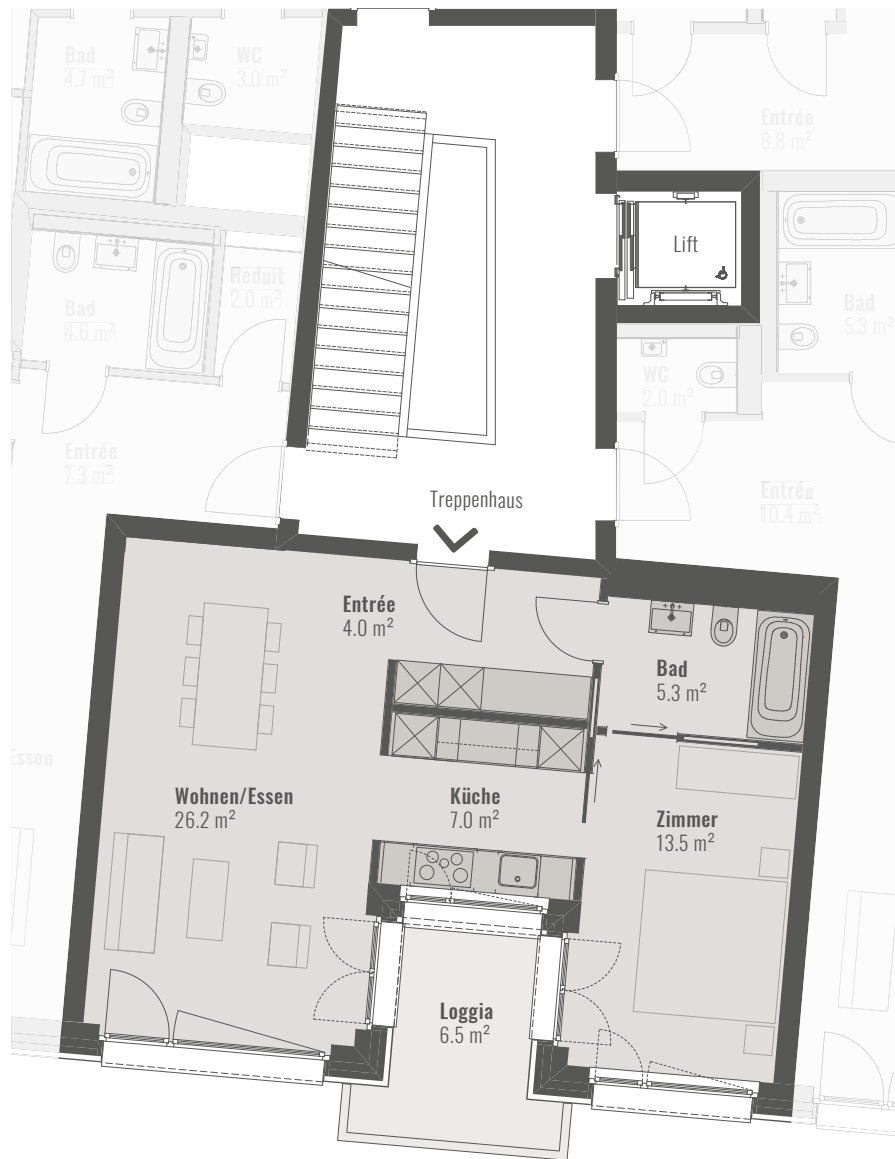 Bad
4.7 m²
WC
3.0 m²
Entrée
8.8 m²
Lift
Reduit
2.0 m²
Bad
4.6 m²
Bad
5.3 m²
WC
2.0 m²
Entrée
7.3 m²
Treppenhaus
Entrée
10.4 m²
Entrée
4.0 m²
Bad
5.3 m²
Essen
Wohnen/Essen
26.2 m²
Küche
7.0 m²
Zimmer
13.5 m²
Loggia
6.5 m²